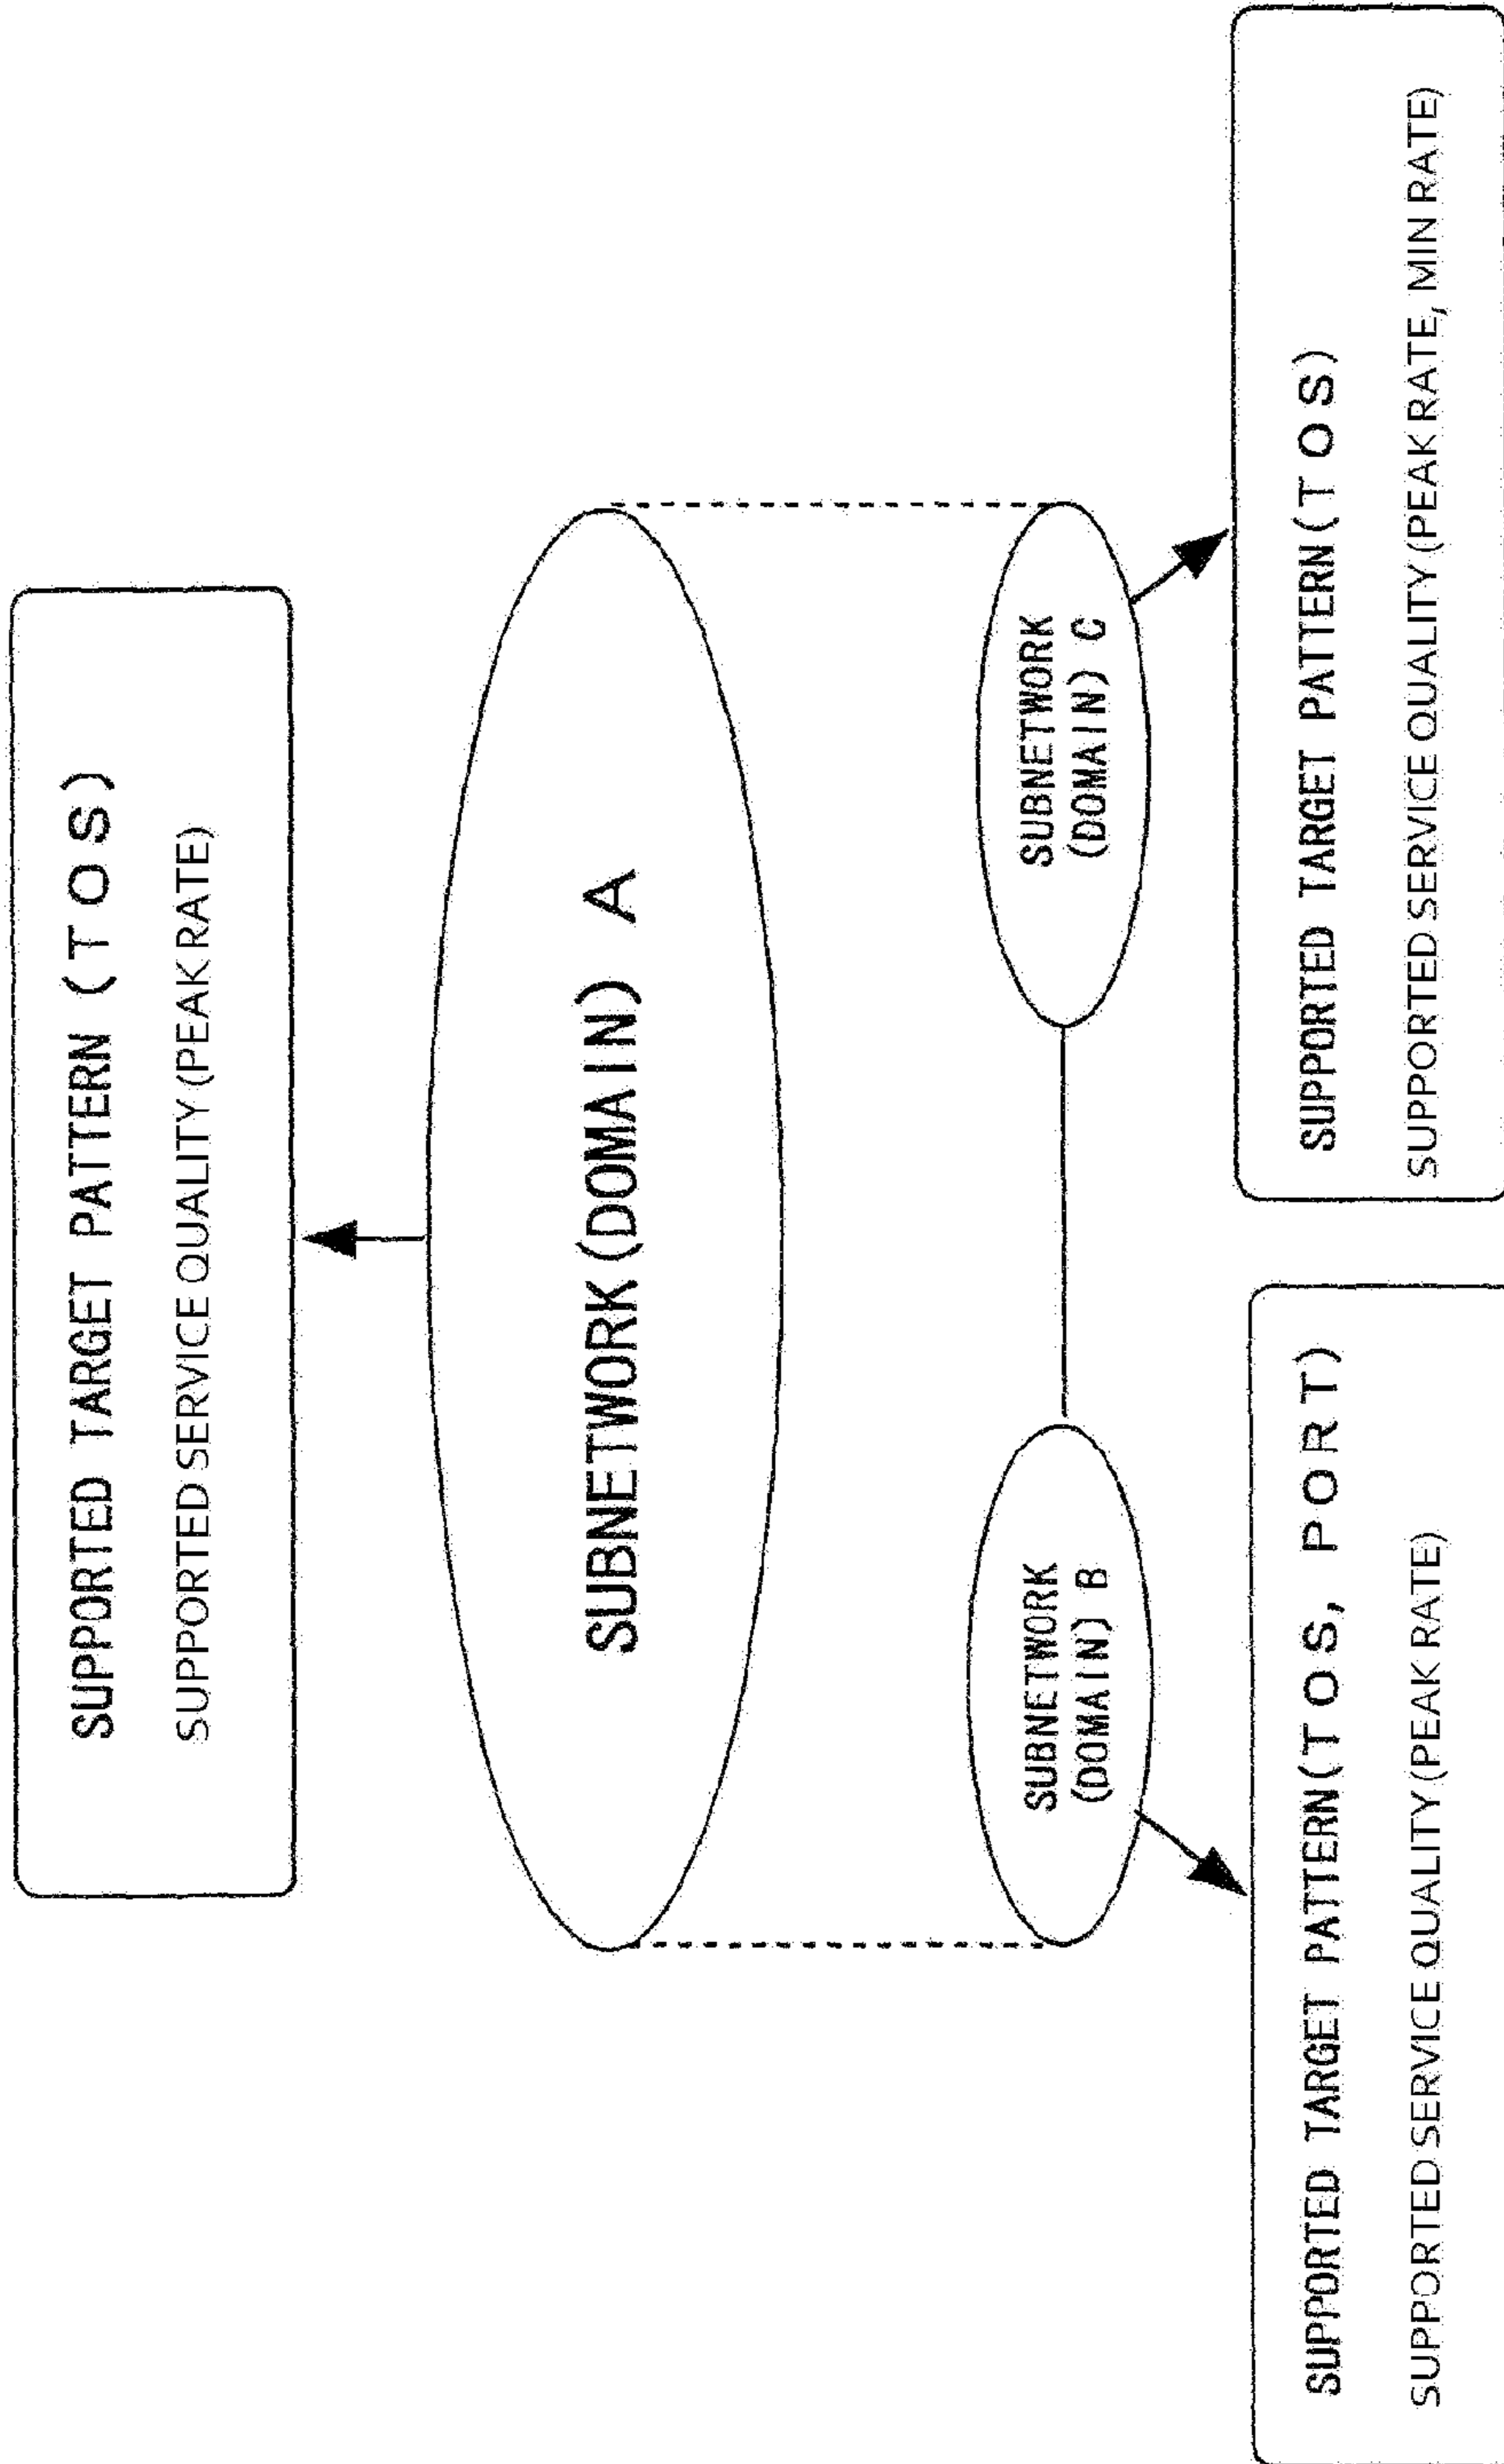 SUPPORTED TARGET PATTERN (TOS)
SUPPORTED SERVICE QUALITY (PEAK RATE)
SUBNETWORK (DOMAIN) A
SUBNETWORK
(DOMAIN) B
SUBNETWORK
(DOMAIN) C
SUPPORTED TARGET PATTERN(TOS, PORT)
SUPPORTED SERVICE QUALITY (PEAK RATE)
SUPPORTED TARGET PATTERN(TOS)
SUPPORTED SERVICE QUALITY (PEAK RATE, MIN RATE)